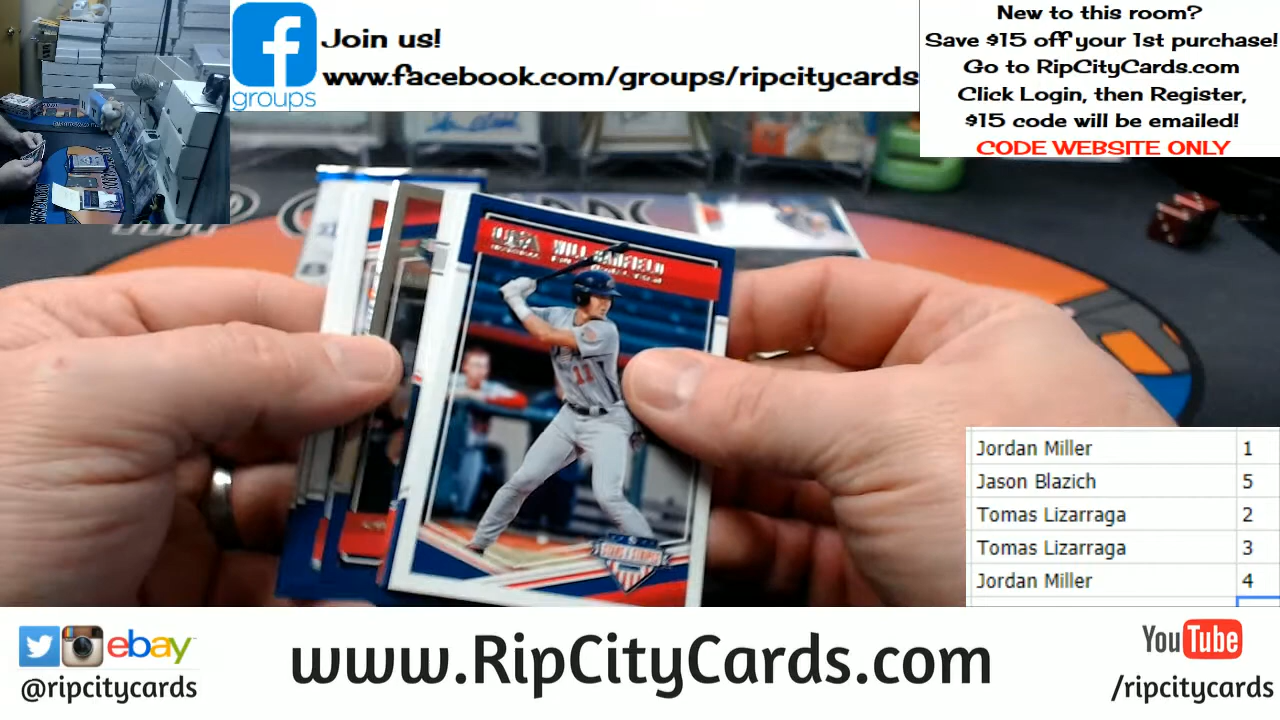 Join us!
www.facebook.com/groups/ripcitycards
groups
New to this room?
Save $15 off your 1st purchase!
Go to RipCityCards.com
Click Login, then Register,
$15 code will be emailed!
CODE WEBSITE ONLY
USA WILL BANFIELD
11
STARS & STRIPES
Jordan Miller 1
Jason Blazich 5
Tomas Lizarraga 2
Tomas Lizarraga 3
Jordan Miller 4
ebay
@ripcitycards
www.RipCityCards.com
YouTube
/ripcitycards